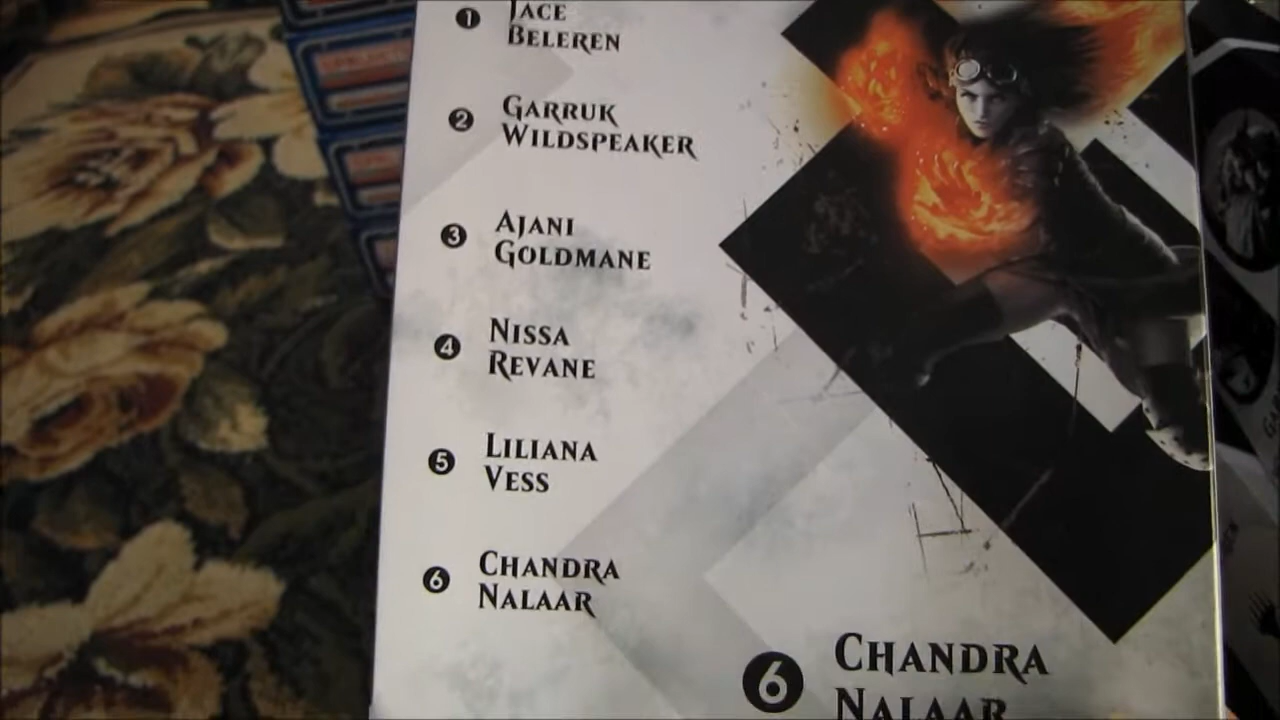 1 JACE
BELEREN
2 GARRUK
WILDSPEAKER
3 AJANI
GOLDMANE
4 NISSA
REVANE
5 LILIANA
VESS
6 CHANDRA
NALAAR
6 CHANDRA
NALAAR